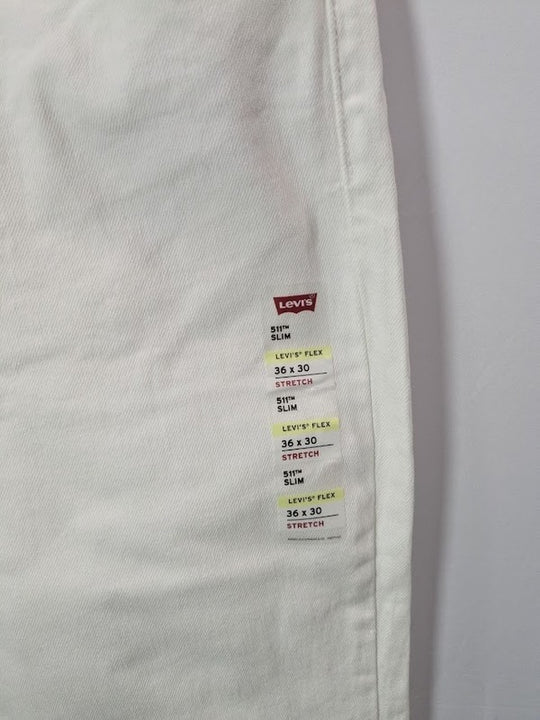 Levi's
511™
SLIM
LEVI'S® FLEX
36 x 30
STRETCH
511™
SLIM
LEVI'S® FLEX
36 x 30
STRETCH
511™
SLIM
LEVI'S® FLEX
36 x 30
STRETCH